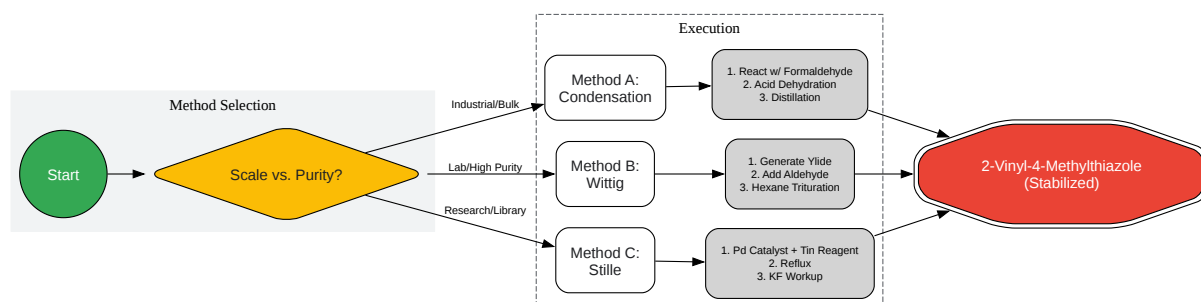 Execution
Method Selection
Start
Scale vs. Purity?
Industrial/Bulk
Lab/High Purity
Research/Library
Method A:
Condensation
1. React w/ Formaldehyde
2. Acid Dehydration
3. Distillation
Method B:
Wittig
1. Generate Ylide
2. Add Aldehyde
3. Hexane Trituration
Method C:
Stille
1. Pd Catalyst + Tin Reagent
2. Reflux
3. KF Workup
2-Vinyl-4-Methylthiazole
(Stabilized)